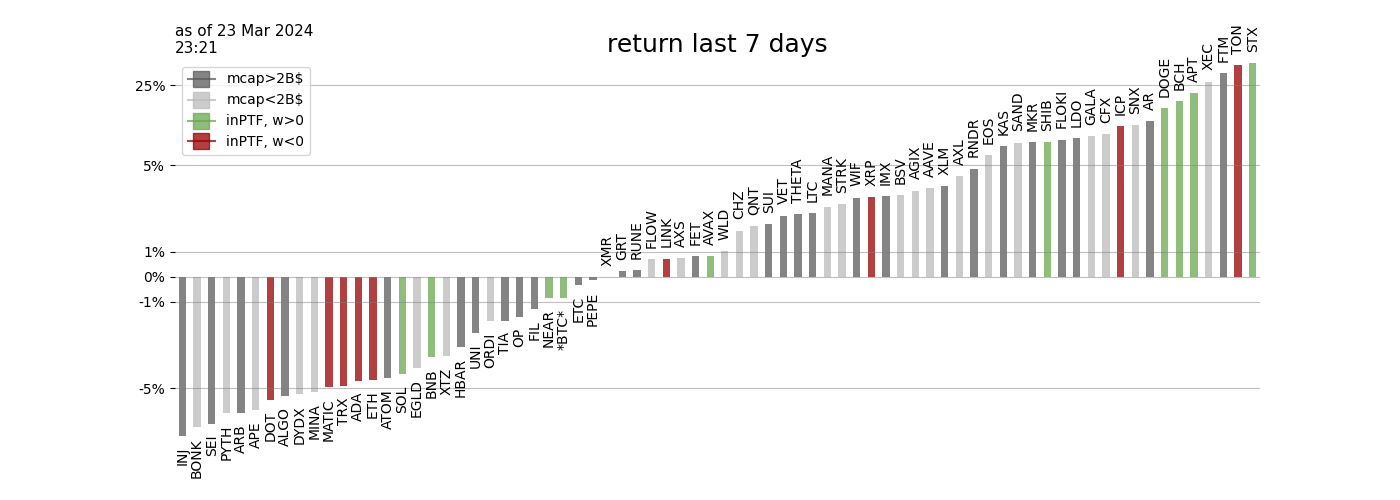 as of 23 Mar 2024
23:21
return last 7 days
mcap>2B$
mcap<2B$
inPTF, w>0
inPTF, w<0
25%
5%
1%
0%
-1%
-5%
INJ
BONK
SEI
PYTH
ARB
APE
DOT
ALGO
DYDX
MINA
MATIC
TRX
ADA
ETH
ATOM
SOL
EGLD
BNB
XTZ
HBAR
UNI
ORDI
TIA
OP
FIL
NEAR
*BTC*
ETC
PEPE
XMR
GRT
RUNE
FLOW
LINK
AXS
FET
AVAX
WLD
CHZ
QNT
SUI
VET
THETA
LTC
MANA
STRK
WIF
XRP
IMX
BSV
AGIX
AAVE
XLM
AXL
RNDR
EOS
KAS
SAND
MKR
SHIB
FLOKI
LDO
GALA
CFX
ICP
SNX
AR
DOGE
BCH
APT
XEC
FTM
TON
STX